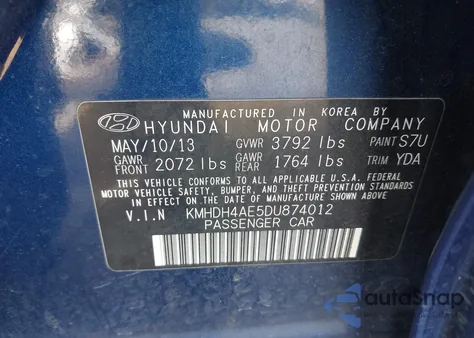 MANUFACTURED IN KOREA BY
HYUNDAI MOTOR COMPANY
MAY/10/13 GVWR 3792 lbs PAINT S7U
GAWR FRONT 2072 lbs GAWR REAR 1764 lbs TRIM YDA
THIS VEHICLE CONFORMS TO ALL APPLICABLE U.S.A. FEDERAL
MOTOR VEHICLE SAFETY, BUMPER, AND THEFT PREVENTION STANDARDS
IN EFFECT ON THE DATE OF MANUFACTURE SHOWN ABOVE.
V.I.N KMHDH4AE5DU874012
PASSENGER CAR
autoSnap